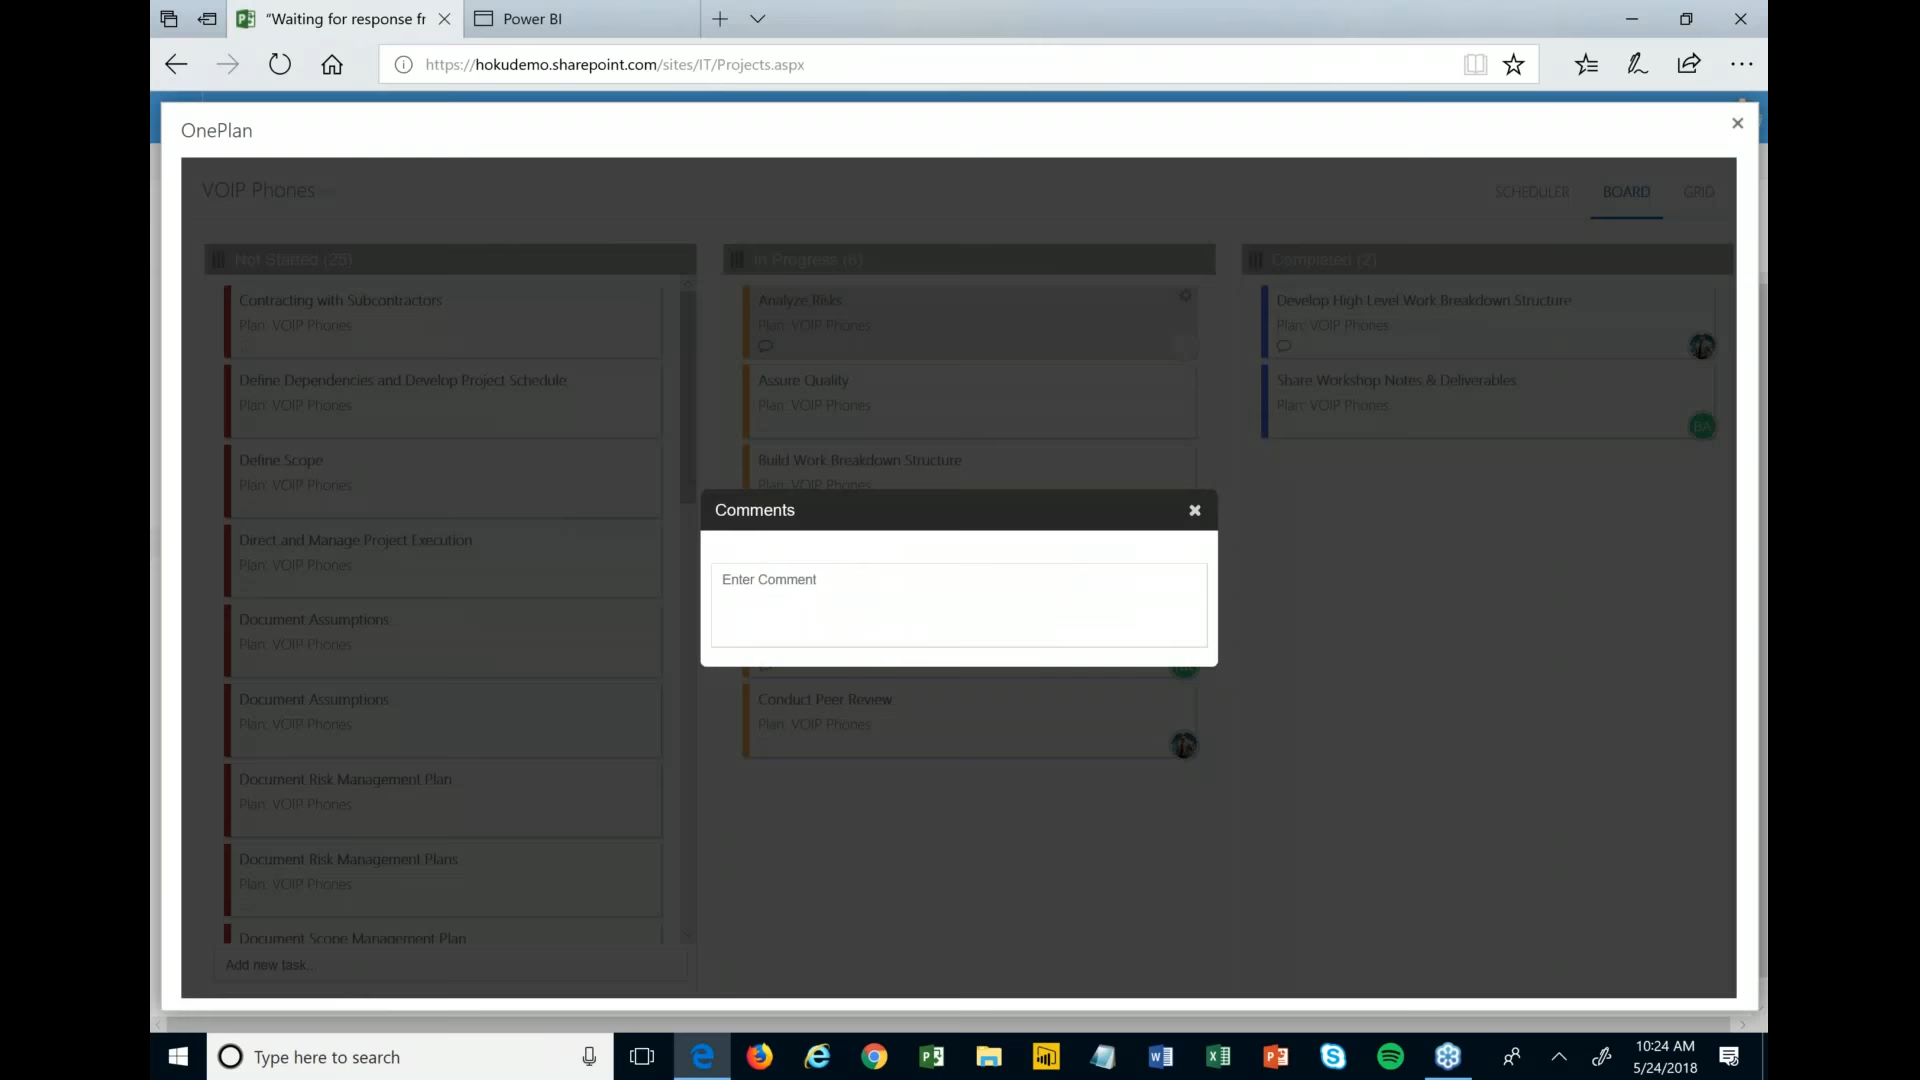 "Waiting for response fr
Power BI
https://hokudemo.sharepoint.com/sites/IT/Projects.aspx
OnePlan
VOIP Phones
SCHEDULER
BOARD
GRID
Not Started (25)
Contracting with Subcontractors
Plan: VOIP Phones
Define Dependencies and Develop Project Schedule
Plan: VOIP Phones
Define Scope
Plan: VOIP Phones
Direct and Manage Project Execution
Plan: VOIP Phones
Document Assumptions
Plan: VOIP Phones
Document Assumptions
Plan: VOIP Phones
Document Risk Management Plan
Plan: VOIP Phones
Document Risk Management Plans
Plan: VOIP Phones
Document Scope Management Plan
Add new task..
In Progress (6)
Analyze Risks
Plan: VOIP Phones
Assure Quality
Plan: VOIP Phones
Build Work Breakdown Structure
Plan: VOIP Phones
Comments
Enter Comment
Conduct Peer Review
Plan: VOIP Phones
Completed (2)
Develop High Level Work Breakdown Structure
Plan: VOIP Phones
Share Workshop Notes & Deliverables
Plan: VOIP Phones
BA
Type here to search
10:24 AM
5/24/2018